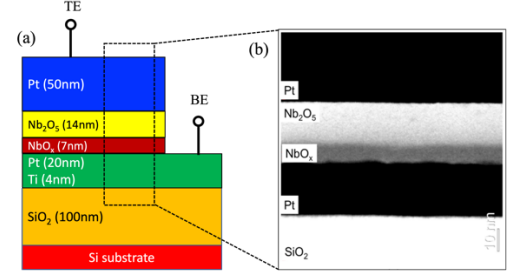 TE
(a)
(b)
Pt (50nm)
BE
Nb₂O₅ (14nm)
NbOₓ (7nm)
Pt (20nm)
Ti (4nm)
SiO₂ (100nm)
Si substrate
Pt
Nb₂O₅
NbOₓ
Pt
SiO₂
10 nm